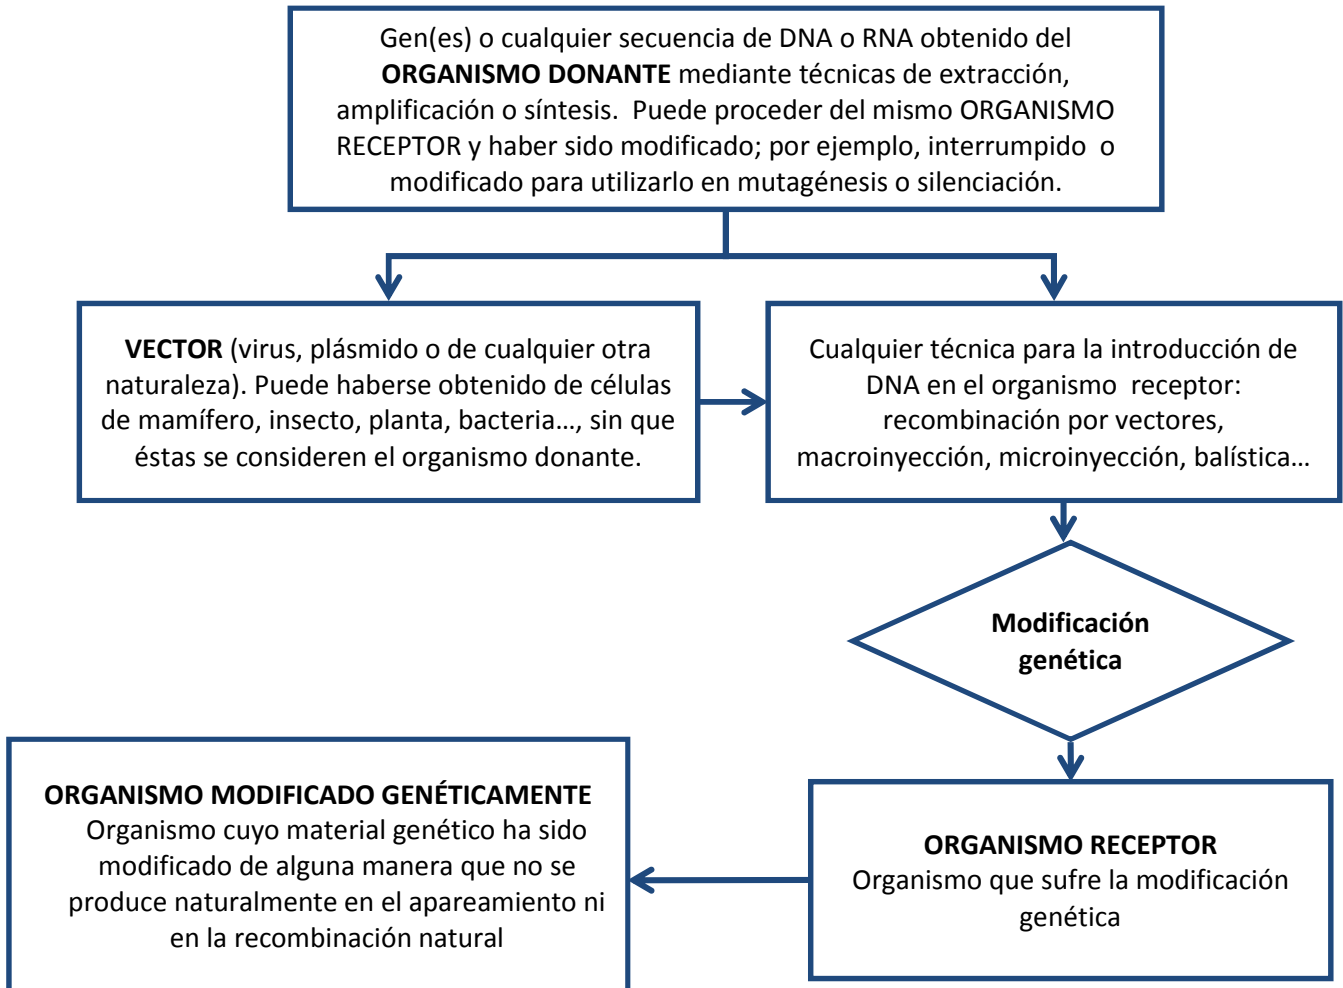 Gen(es) o cualquier secuencia de DNA o RNA obtenido del
ORGANISMO DONANTE mediante técnicas de extracción,
amplificación o síntesis. Puede proceder del mismo ORGANISMO
RECEPTOR y haber sido modificado; por ejemplo, interrumpido o
modificado para utilizarlo en mutagénesis o silenciación.
VECTOR (virus, plásmido o de cualquier otra
naturaleza). Puede haberse obtenido de células
de mamífero, insecto, planta, bacteria…, sin que
éstas se consideren el organismo donante.
Cualquier técnica para la introducción de
DNA en el organismo receptor:
recombinación por vectores,
macroinyección, microinyección, balística…
Modificación
genética
ORGANISMO RECEPTOR
Organismo que sufre la modificación
genética
ORGANISMO MODIFICADO GENÉTICAMENTE
Organismo cuyo material genético ha sido
modificado de alguna manera que no se
produce naturalmente en el apareamiento ni
en la recombinación natural